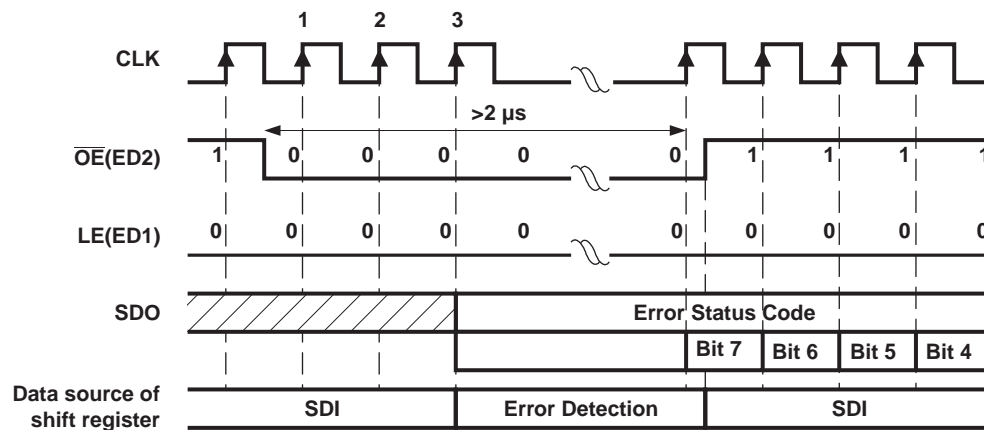 1 2 3
CLK
>2 µs
OE(ED2)
1 0 0 0 0 0 1 1 1 1
LE(ED1)
0 0 0 0 0 0 0 0 0 0
SDO
Error Status Code
Bit 7 Bit 6 Bit 5 Bit 4
Data source of
shift register
SDI Error Detection SDI